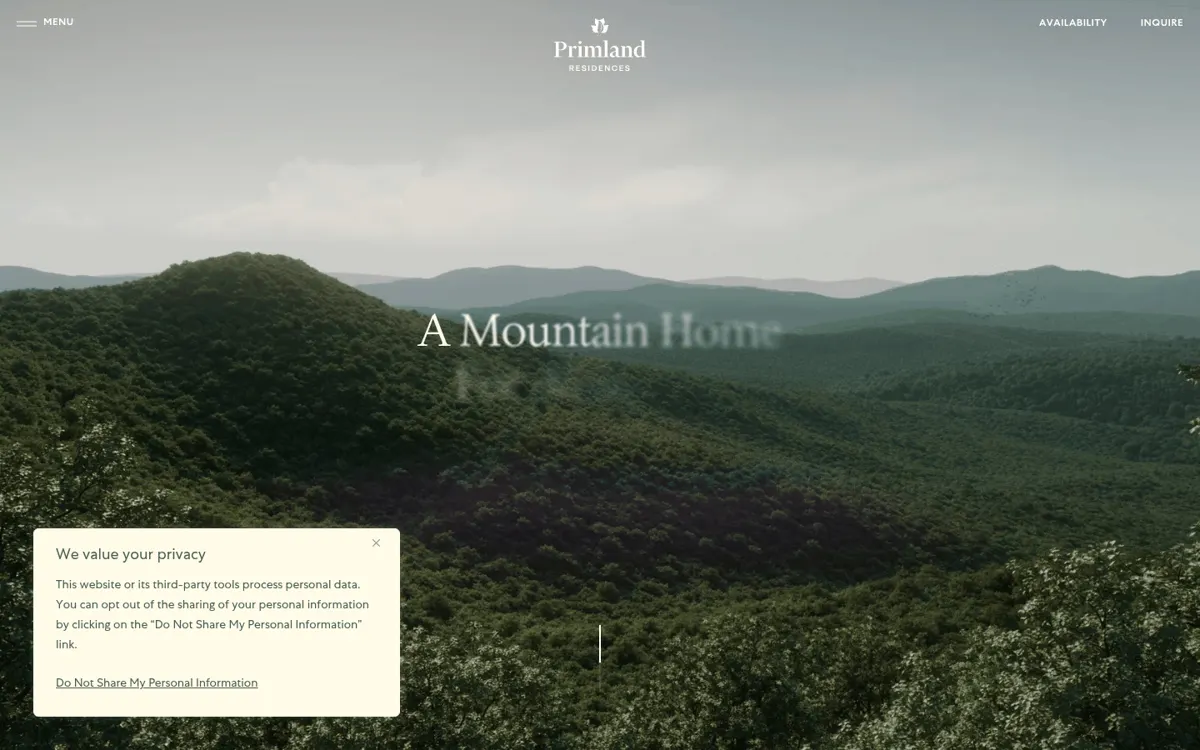 MENU
Primland
RESIDENCES
AVAILABILITY
INQUIRE
A Mountain Home
We value your privacy
This website or its third-party tools process personal data.
You can opt out of the sharing of your personal information
by clicking on the “Do Not Share My Personal Information”
link.
Do Not Share My Personal Information